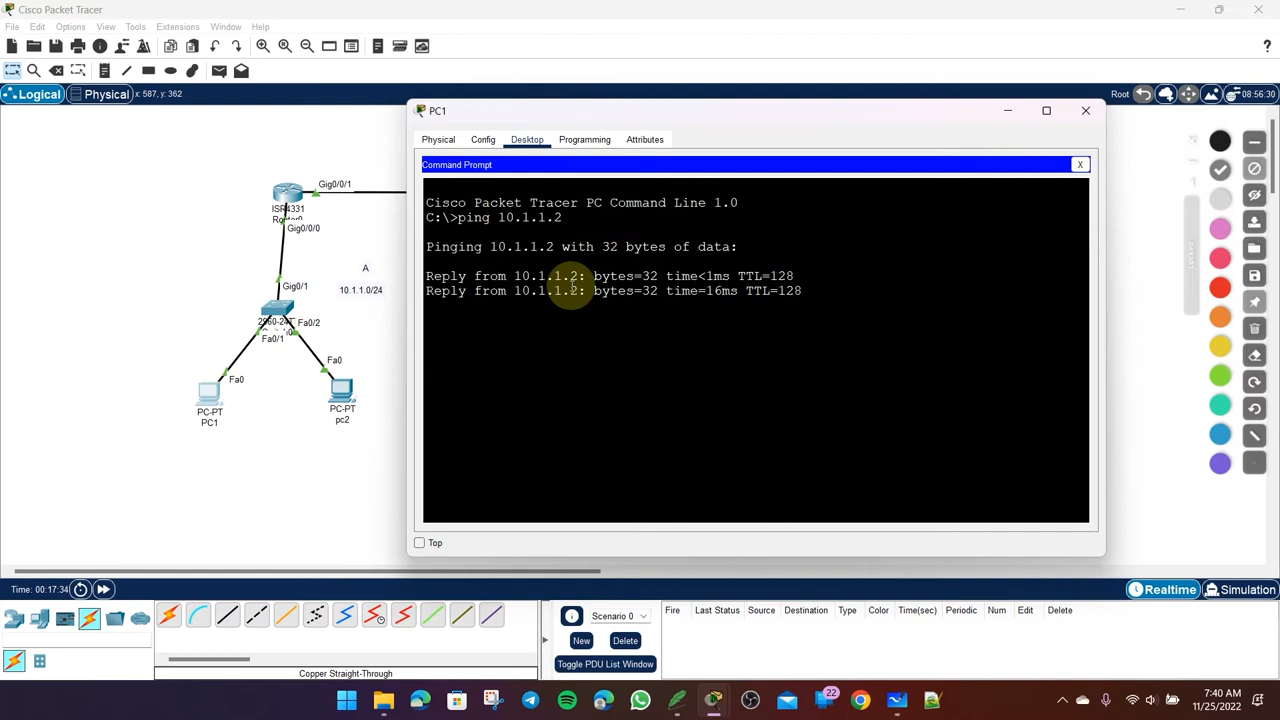 Cisco Packet Tracer
File Edit Options View Tools Extensions Window Help
Logical Physical x: 587, y: 362 Root 08:56:30
PC1
Physical Config Desktop Programming Attributes
Command Prompt X
Cisco Packet Tracer PC Command Line 1.0
C:\>ping 10.1.1.2
Pinging 10.1.1.2 with 32 bytes of data:
Reply from 10.1.1.2: bytes=32 time<1ms TTL=128
Reply from 10.1.1.2: bytes=32 time=16ms TTL=128
Top
Gig0/0/1
ISR4331
Gig0/0/0
A
Gig0/1
10.1.1.0/24
Fa0/2
Fa0/1
Fa0
Fa0
PC-PT
PC1
PC-PT
pc2
Time: 00:17:34 Realtime Simulation
Scenario 0
New Delete
Toggle PDU List Window
Fire Last Status Source Destination Type Color Time(sec) Periodic Num Edit Delete
Copper Straight-Through
22
7:40 AM
11/25/2022